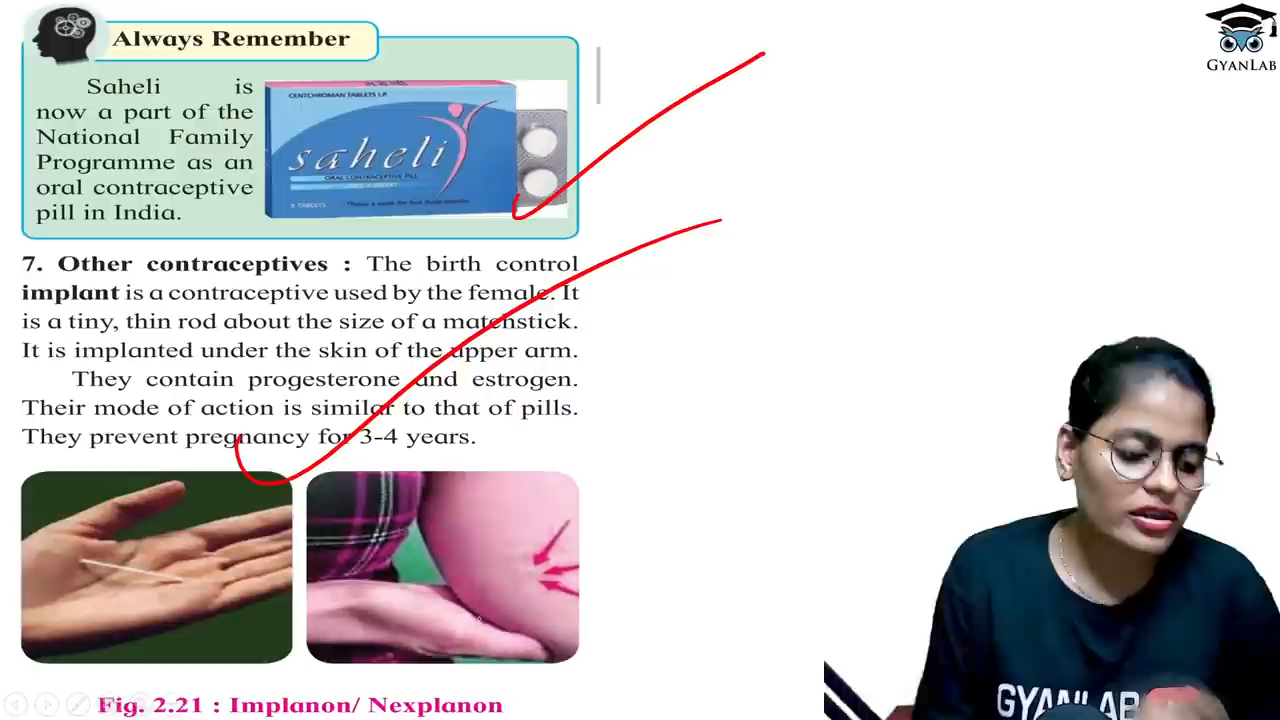 Always Remember
Saheli is
now a part of the
National Family
Programme as an
oral contraceptive
pill in India.
CENTCHROMAN TABLETS I.P.
saheli
ORAL CONTRACEPTIVE PILL
8 TABLETS
7. Other contraceptives : The birth control
implant is a contraceptive used by the female. It
is a tiny, thin rod about the size of a matchstick.
It is implanted under the skin of the upper arm.
They contain progesterone and estrogen.
Their mode of action is similar to that of pills.
They prevent pregnancy for 3-4 years.
Fig. 2.21 : Implanon/ Nexplanon
GYANLAB
GYANLAB